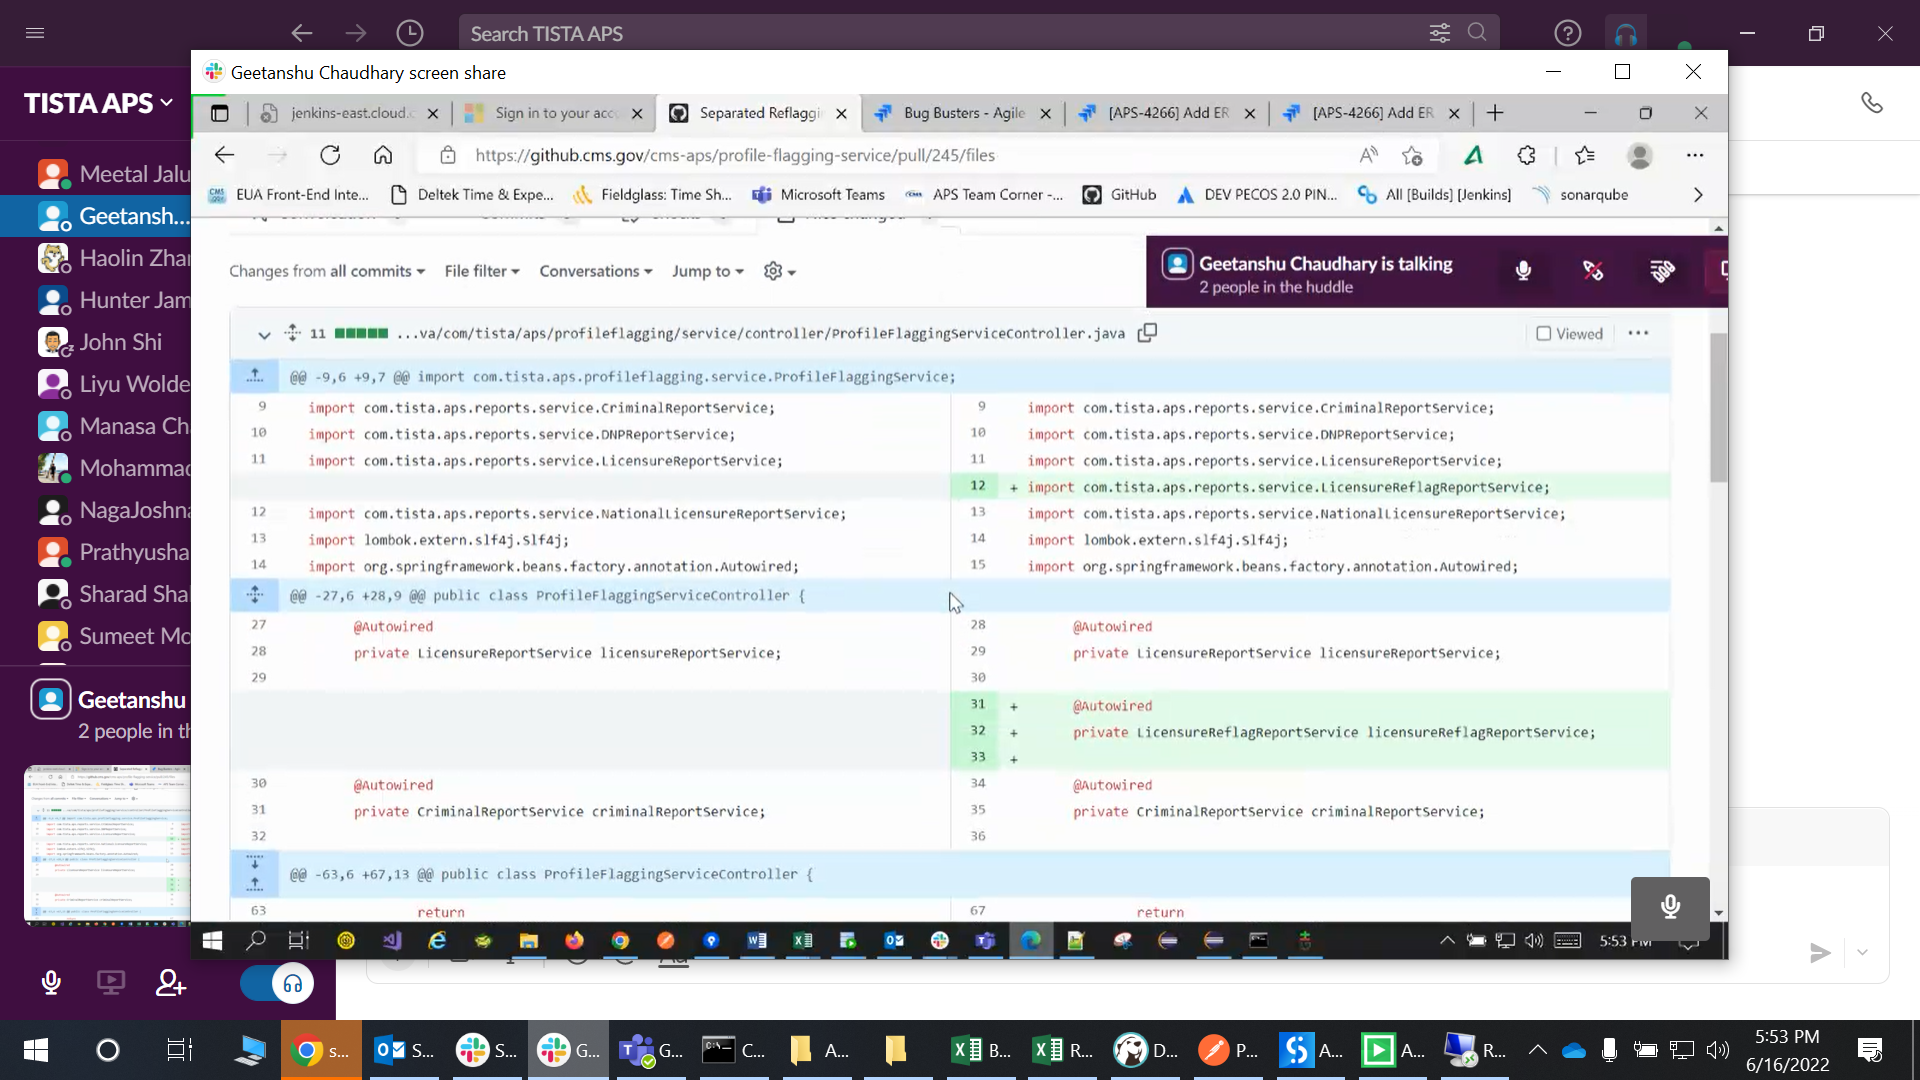 Search TISTA APS
TISTA APS
Meetal Jalu
Geetansh...
Haolin Zhan
Hunter Jam
John Shi
Liyu Wolde
Manasa Ch
Mohammad
NagaJoshna
Prathyusha
Sharad Sha
Sumeet Mo
Geetanshu
2 people in th
Geetanshu Chaudhary screen share
jenkins-east.cloud.c
Sign in to your acco
Separated Reflaggin
Bug Busters - Agile
[APS-4266] Add ER
[APS-4266] Add ER
https://github.cms.gov/cms-aps/profile-flagging-service/pull/245/files
EUA Front-End Inte...
Deltek Time & Expe...
Fieldglass: Time Sh...
Microsoft Teams
APS Team Corner -...
GitHub
DEV PECOS 2.0 PIN...
All [Builds] [Jenkins]
sonarqube
Changes from all commits
File filter
Conversations
Jump to
Geetanshu Chaudhary is talking
2 people in the huddle
11 ...va/com/tista/aps/profileflagging/service/controller/ProfileFlaggingServiceController.java
Viewed
@@ -9,6 +9,7 @@ import com.tista.aps.profileflagging.service.ProfileFlaggingService;
9 import com.tista.aps.reports.service.CriminalReportService; 9 import com.tista.aps.reports.service.CriminalReportService;
10 import com.tista.aps.reports.service.DNPReportService; 10 import com.tista.aps.reports.service.DNPReportService;
11 import com.tista.aps.reports.service.LicensureReportService; 11 import com.tista.aps.reports.service.LicensureReportService;
12 + import com.tista.aps.reports.service.LicensureReflagReportService;
12 import com.tista.aps.reports.service.NationalLicensureReportService; 13 import com.tista.aps.reports.service.NationalLicensureReportService;
13 import lombok.extern.slf4j.Slf4j; 14 import lombok.extern.slf4j.Slf4j;
14 import org.springframework.beans.factory.annotation.Autowired; 15 import org.springframework.beans.factory.annotation.Autowired;
@@ -27,6 +28,9 @@ public class ProfileFlaggingServiceController {
27 @Autowired 28 @Autowired
28 private LicensureReportService licensureReportService; 29 private LicensureReportService licensureReportService;
29 30
31 + @Autowired
32 + private LicensureReflagReportService licensureReflagReportService;
33 +
30 @Autowired 34 @Autowired
31 private CriminalReportService criminalReportService; 35 private CriminalReportService criminalReportService;
32 36
@@ -63,6 +67,13 @@ public class ProfileFlaggingServiceController {
63 return 67 return
5:53 PM
Aa
s...
S...
S...
G...
G...
C...
A...
B...
R...
D...
P...
A...
A...
R...
5:53 PM
6/16/2022